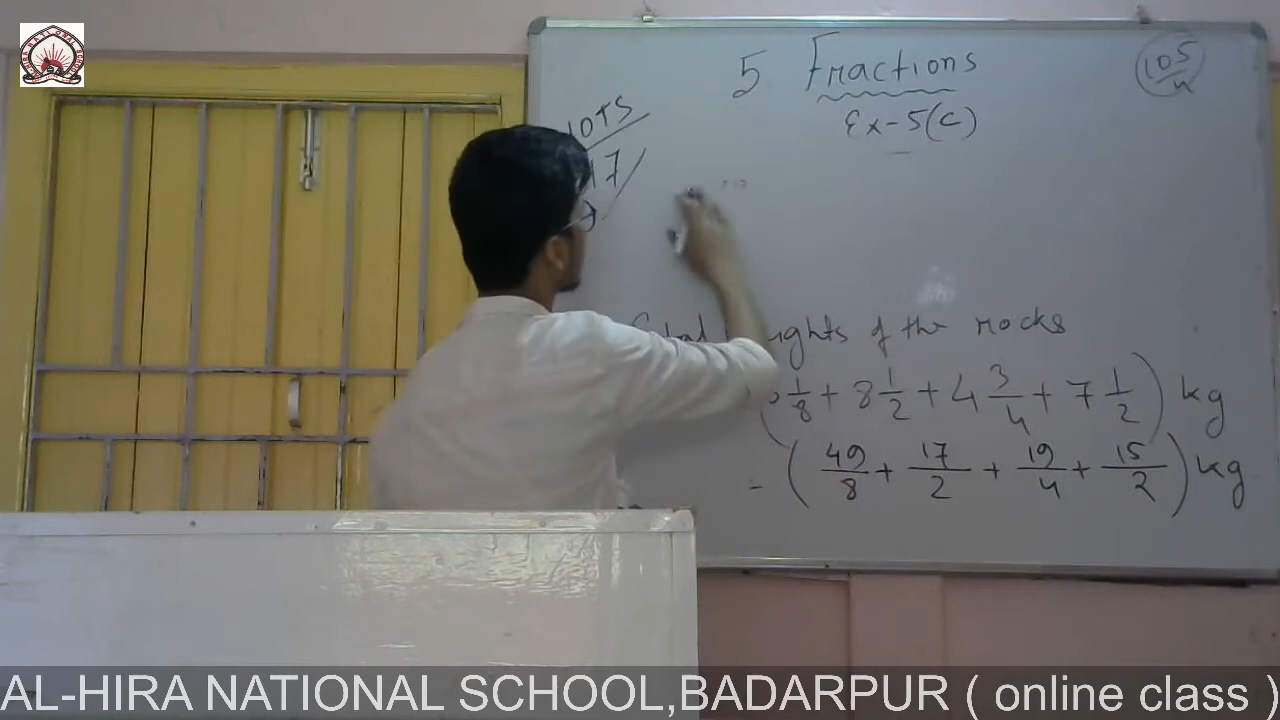 5 Fractions
105/4
Ex-5(C)
HOTS
17
Total weights of the rocks
1/8 + 8 1/2 + 4 3/4 + 7 1/2 ) kg
= ( 49/8 + 17/2 + 19/4 + 15/2 ) kg
AL-HIRA NATIONAL SCHOOL,BADARPUR ( online class )